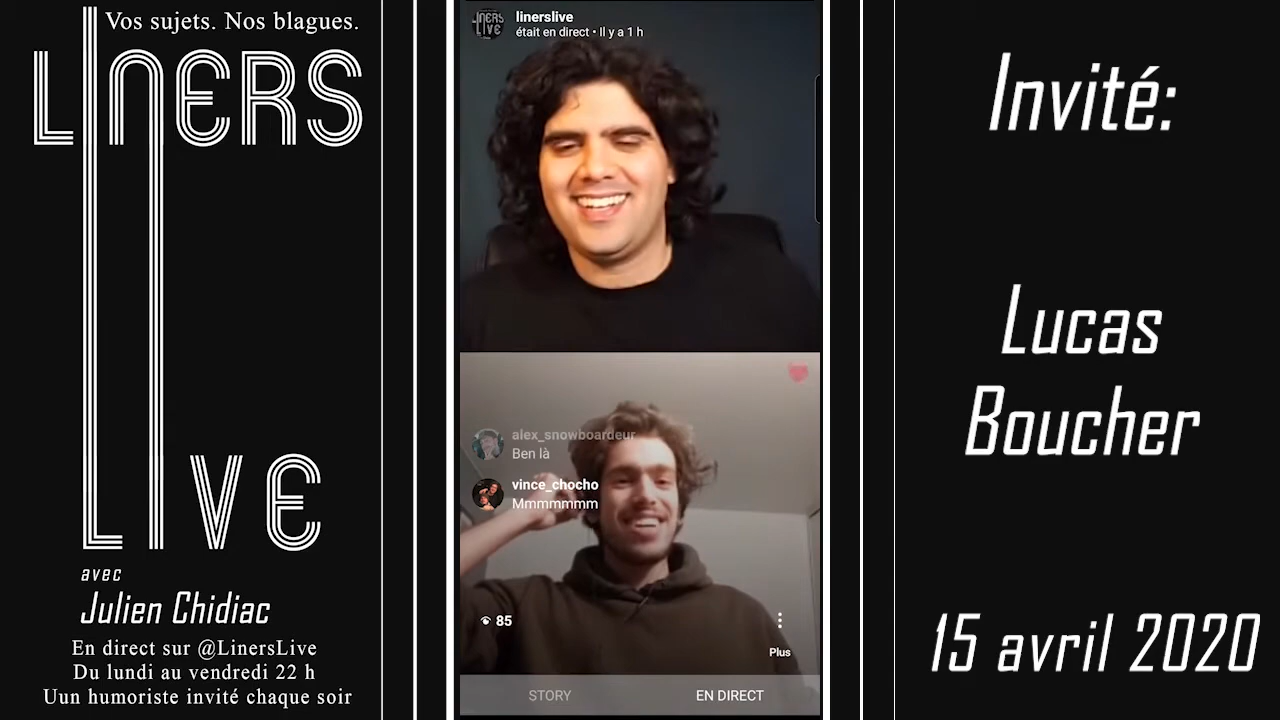 Vos sujets. Nos blagues.
LINERS
LIVE
avec
Julien Chidiac
En direct sur @LinersLive
Du lundi au vendredi 22 h
Uun humoriste invité chaque soir
LINERS
LIVE
linerslive
était en direct • Il y a 1 h
alex_snowboardeur
Ben là
vince_chocho
Mmmmmmm
85
Plus
STORY
EN DIRECT
Invité:
Lucas
Boucher
15 avril 2020